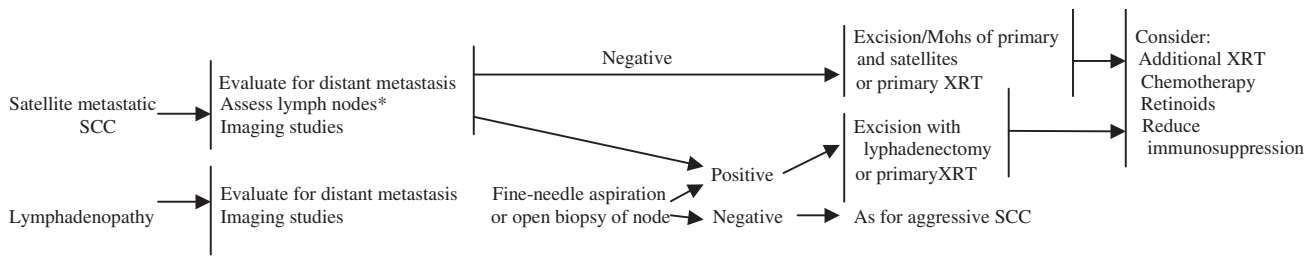 Satellite metastatic
SCC
Evaluate for distant metastasis
Assess lymph nodes*
Imaging studies
Negative
Excision/Mohs of primary
and satellites
or primary XRT
Consider:
Additional XRT
Chemotherapy
Retinoids
Reduce
immunosuppression
Excision with
lyphadenectomy
or primaryXRT
Positive
Lymphadenopathy
Evaluate for distant metastasis
Imaging studies
Fine-needle aspiration
or open biopsy of node
Negative
As for aggressive SCC